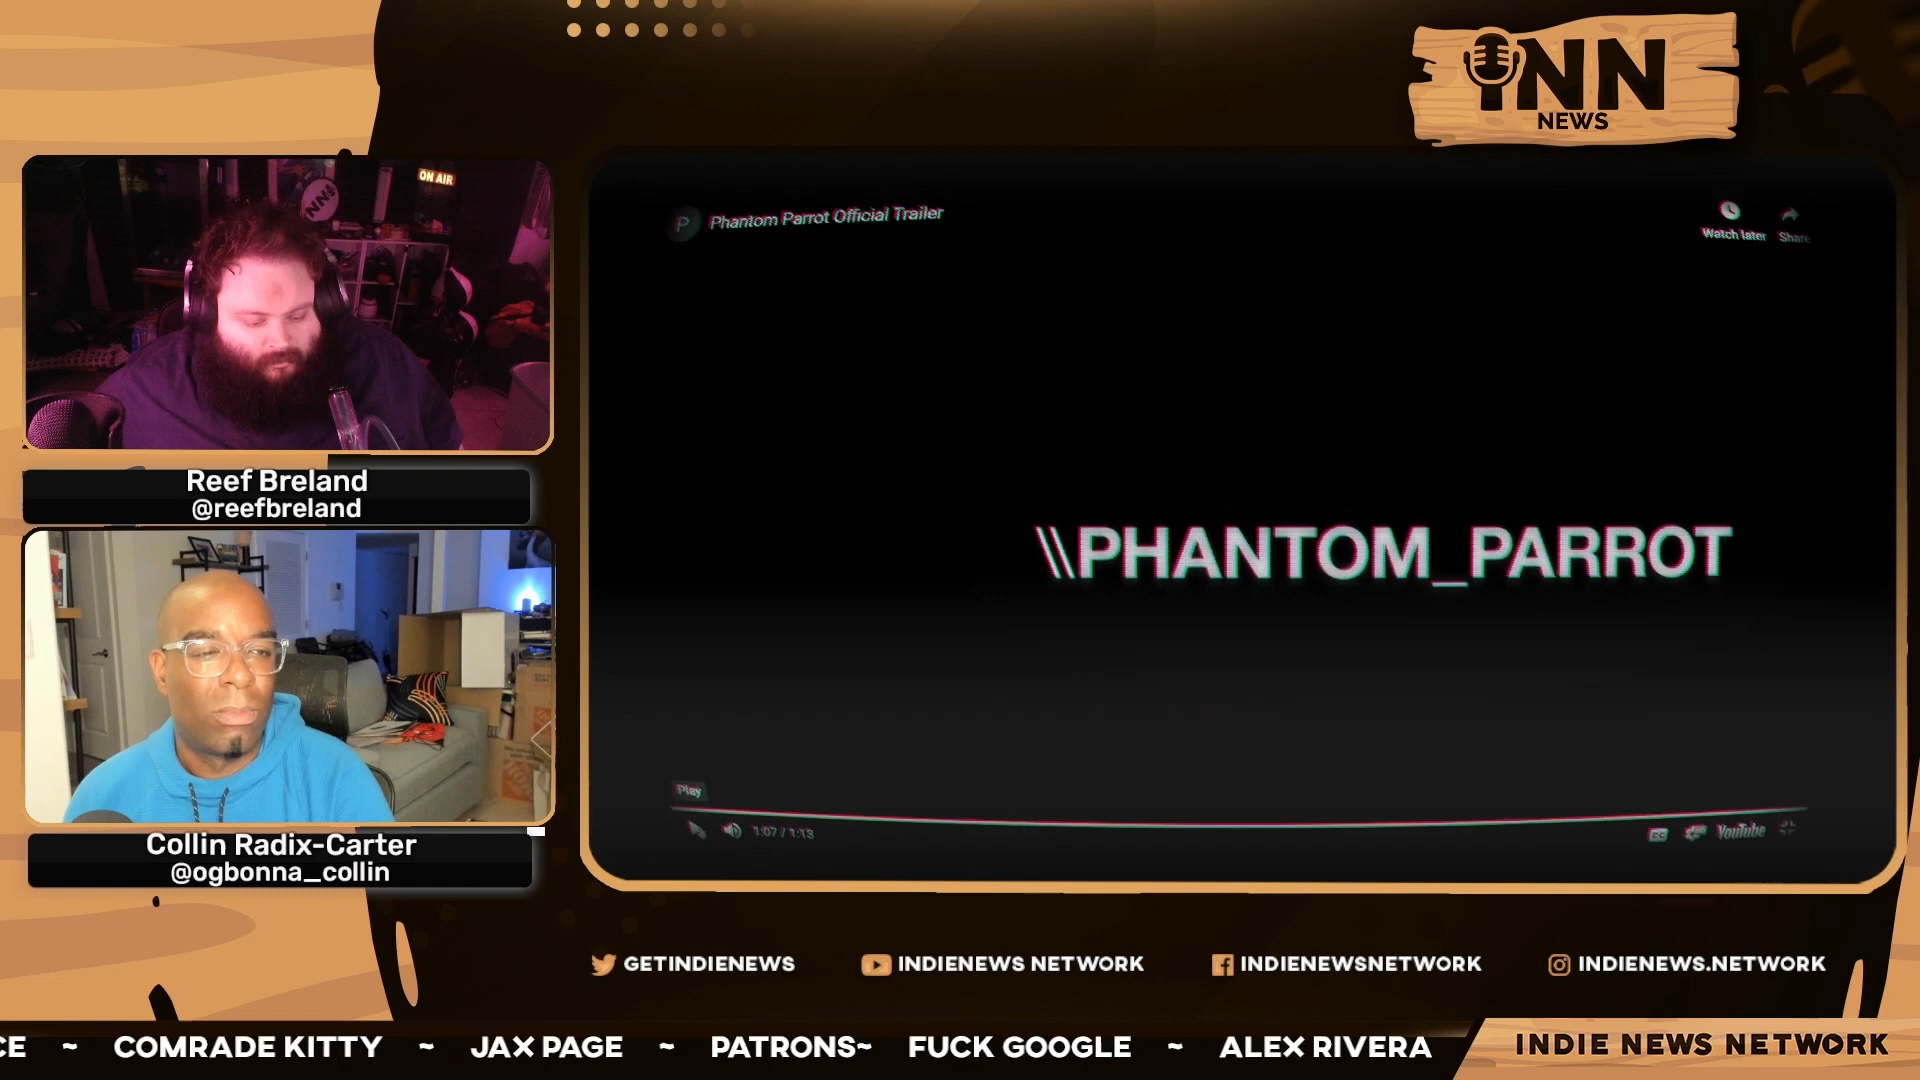 INN
NEWS
ON AIR
Phantom Parrot Official Trailer
Watch later
Share
\\PHANTOM_PARROT
Reef Breland
@reefbreland
Play
1:07 / 1:13
CC
YouTube
Collin Radix-Carter
@ogbonna_collin
GETINDIENEWS
INDIENEWS NETWORK
INDIENEWSNETWORK
INDIENEWS.NETWORK
CE ~ COMRADE KITTY ~ JAX PAGE ~ PATRONS~ FUCK GOOGLE ~ ALEX RIVERA
INDIE NEWS NETWORK